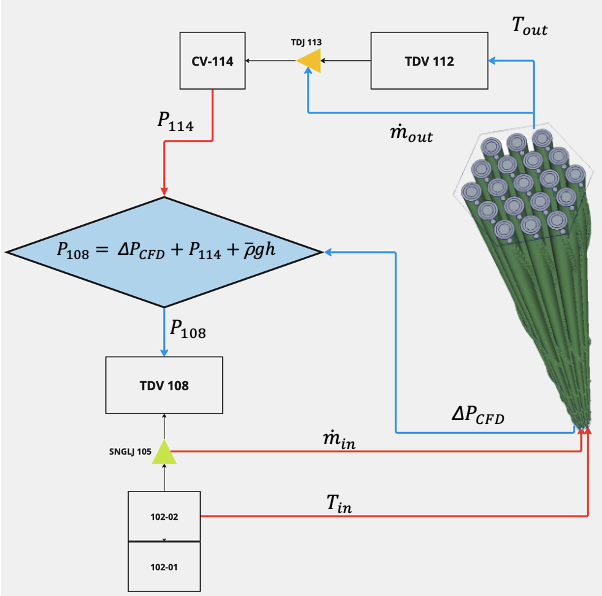 T_out
TDJ 113
CV-114
TDV 112
P_114
ṁ_out
P_108 = ΔP_CFD + P_114 + ρ̅gh
P_108
TDV 108
ΔP_CFD
ṁ_in
SNGLJ 105
T_in
102-02
102-01